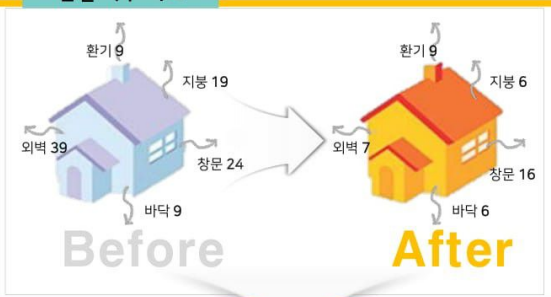 환기 9
지붕 19
외벽 39
창문 24
바닥 9
Before
환기 9
지붕 6
외벽 7
창문 16
바닥 6
After